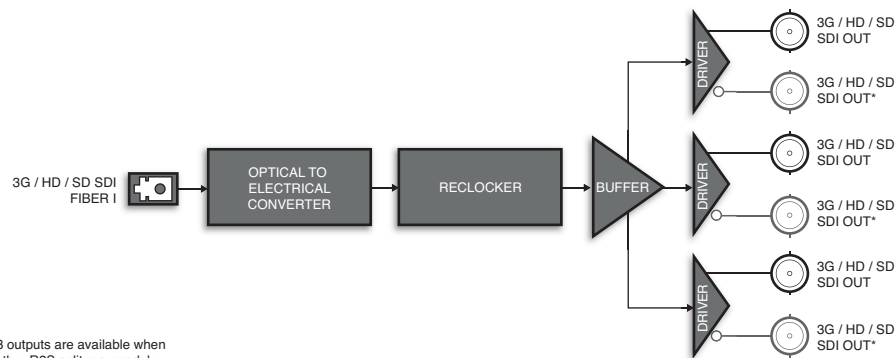 3G / HD / SD SDI
FIBER I
OPTICAL TO
ELECTRICAL
CONVERTER
RECLOCKER
BUFFER
DRIVER
3G / HD / SD
SDI OUT
3G / HD / SD
SDI OUT*
DRIVER
3G / HD / SD
SDI OUT
3G / HD / SD
SDI OUT*
DRIVER
3G / HD / SD
SDI OUT
3G / HD / SD
SDI OUT*
3 outputs are available when